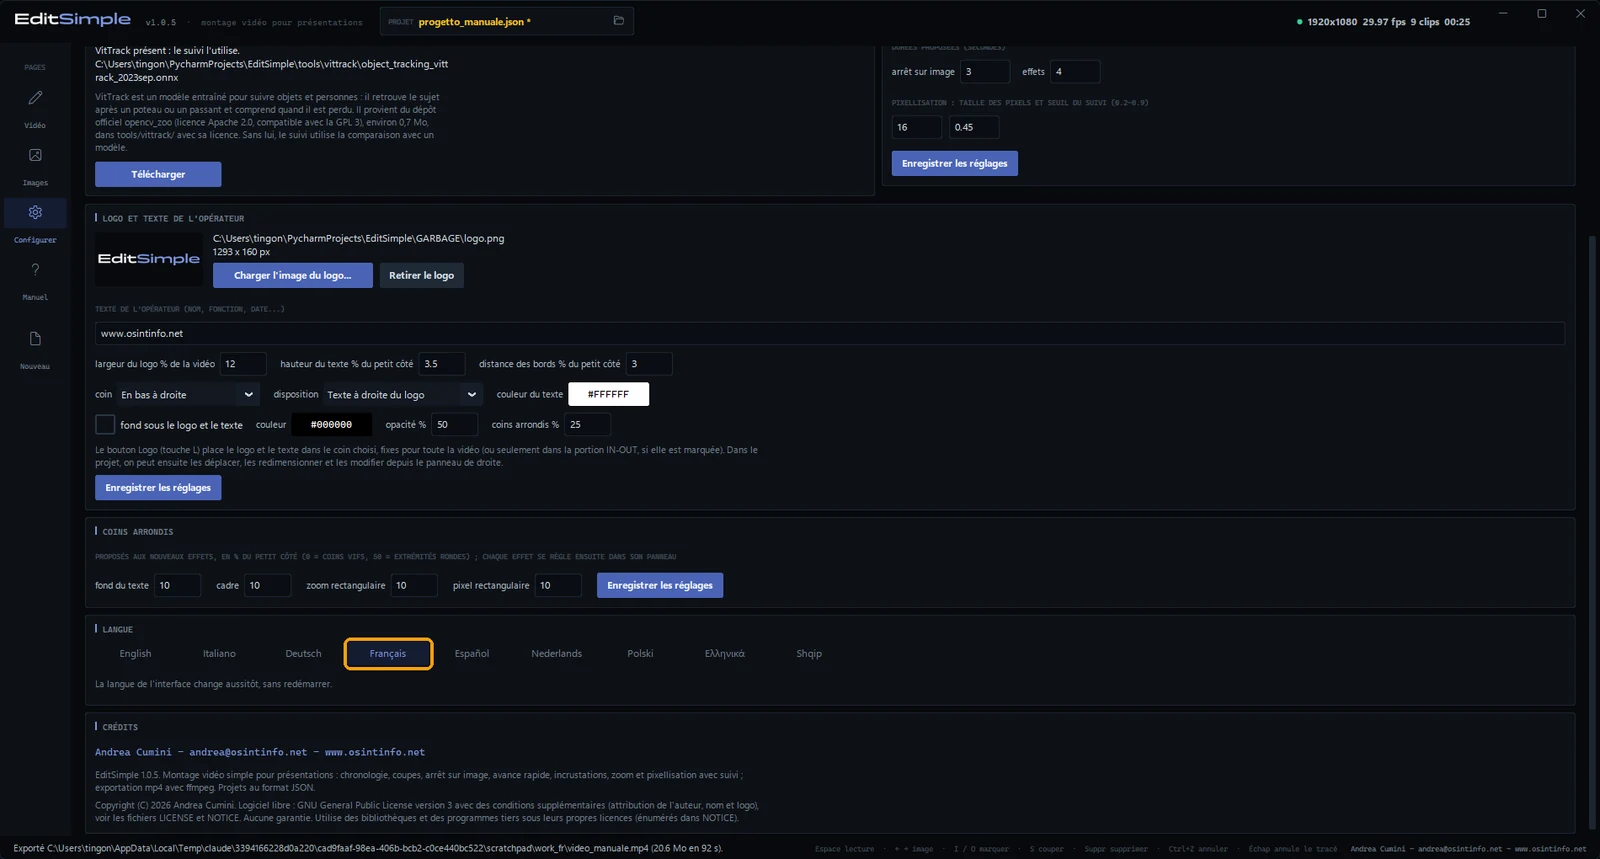 EditSimple v1.0.5 · montage vidéo pour présentations
PROJET progetto_manuale.json *
1920x1080 29.97 fps 9 clips 00:25
PAGES
Vidéo
Images
Configurer
?
Manuel
Nouveau
VitTrack présent : le suivi l'utilise.
C:\Users\tingon\PycharmProjects\EditSimple\tools\vittrack\object_tracking_vitt
rack_2023sep.onnx
VitTrack est un modèle entraîné pour suivre objets et personnes : il retrouve le sujet
après un poteau ou un passant et comprend quand il est perdu. Il provient du dépôt
officiel opencv_zoo (licence Apache 2.0, compatible avec la GPL 3), environ 0,7 Mo,
dans tools/vittrack/ avec sa licence. Sans lui, le suivi utilise la comparaison avec un
modèle.
Télécharger
DURÉES PROPOSÉES (SECONDES)
arrêt sur image 3 effets 4
PIXELLISATION : TAILLE DES PIXELS ET SEUIL DU SUIVI (0.2-0.9)
16 0.45
Enregistrer les réglages
LOGO ET TEXTE DE L'OPÉRATEUR
EditSimple
C:\Users\tingon\PycharmProjects\EditSimple\GARBAGE\logo.png
1293 x 160 px
Charger l'image du logo... Retirer le logo
TEXTE DE L'OPÉRATEUR (NOM, FONCTION, DATE...)
www.osintinfo.net
largeur du logo % de la vidéo 12 hauteur du texte % du petit côté 3.5 distance des bords % du petit côté 3
coin En bas à droite disposition Texte à droite du logo couleur du texte #FFFFFF
fond sous le logo et le texte couleur #000000 opacité % 50 coins arrondis % 25
Le bouton Logo (touche L) place le logo et le texte dans le coin choisi, fixes pour toute la vidéo (ou seulement dans la portion IN-OUT, si elle est marquée). Dans le
projet, on peut ensuite les déplacer, les redimensionner et les modifier depuis le panneau de droite.
Enregistrer les réglages
COINS ARRONDIS
PROPOSÉS AUX NOUVEAUX EFFETS, EN % DU PETIT CÔTÉ (0 = COINS VIFS, 50 = EXTRÉMITÉS RONDES) ; CHAQUE EFFET SE RÈGLE ENSUITE DANS SON PANNEAU
fond du texte 10 cadre 10 zoom rectangulaire 10 pixel rectangulaire 10 Enregistrer les réglages
LANGUE
English Italiano Deutsch Français Español Nederlands Polski Ελληνικά Shqip
La langue de l'interface change aussitôt, sans redémarrer.
CRÉDITS
Andrea Cumini – andrea@osintinfo.net – www.osintinfo.net
EditSimple 1.0.5. Montage vidéo simple pour présentations : chronologie, coupes, arrêt sur image, avance rapide, incrustations, zoom et pixellisation avec suivi ;
exportation mp4 avec ffmpeg. Projets au format JSON.
Copyright (C) 2026 Andrea Cumini. Logiciel libre : GNU General Public License version 3 avec des conditions supplémentaires (attribution de l'auteur, nom et logo),
voir les fichiers LICENSE et NOTICE. Aucune garantie. Utilise des bibliothèques et des programmes tiers sous leurs propres licences (énumérés dans NOTICE).
Exporté C:\Users\tingon\AppData\Local\Temp\claude\3394166228d0a220\cad9faaf-98ea-406b-bcb2-c0ce440bc522\scratchpad\work_fr\video_manuale.mp4 (20.6 Mo en 92 s).
Espace lecture · image · I / O marquer · S couper · Suppr supprimer · Ctrl+Z annuler · Échap annule le tracé Andrea Cumini – andrea@osintinfo.net – www.osintinfo.net